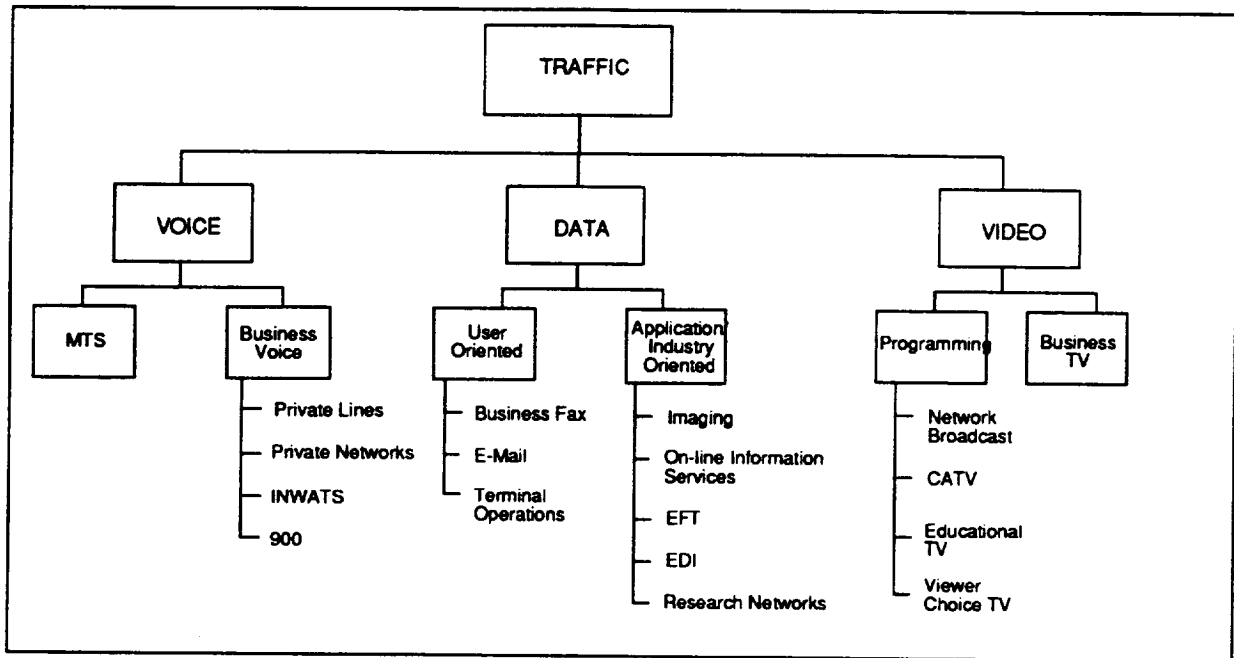 TRAFFIC
VOICE
DATA
VIDEO
MTS
Business
Voice
User
Oriented
Application/
Industry
Oriented
Programming
Business
TV
Private Lines
Private Networks
INWATS
900
Business Fax
E-Mail
Terminal
Operations
Imaging
On-line Information
Services
EFT
EDI
Research Networks
Network
Broadcast
CATV
Educational
TV
Viewer
Choice TV